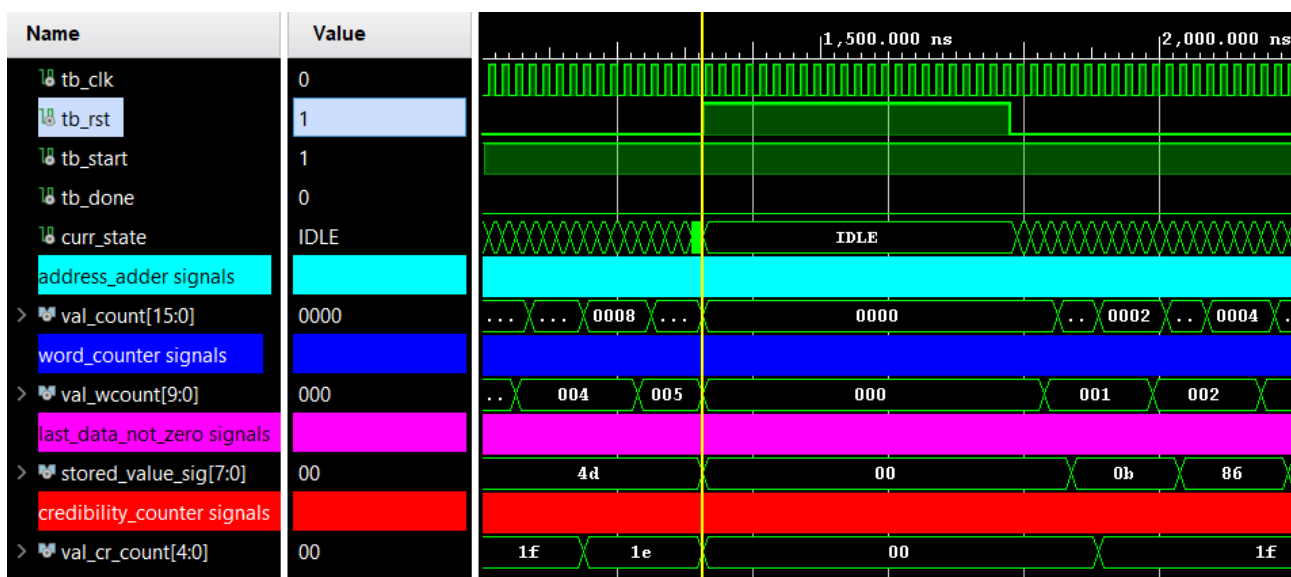 Name Value 1,500.000 ns 2,000.000 ns
tb_clk 0
tb_rst 1
tb_start 1
tb_done 0
curr_state IDLE IDLE
address_adder signals
val_count[15:0] 0000 ... ... 0008 ... 0000 .. 0002 .. 0004 .
word_counter signals
val_wcount[9:0] 000 .. 004 005 000 001 002
last_data_not_zero signals
stored_value_sig[7:0] 00 4d 00 0b 86
credibility_counter signals
val_cr_count[4:0] 00 1f 1e 00 1f